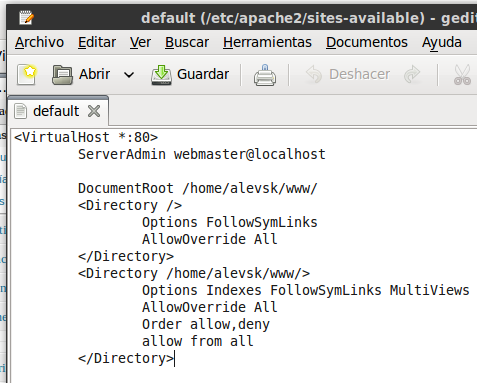 default (/etc/apache2/sites-available) - gedi
Archivo Editar Ver Buscar Herramientas Documentos Ayuda
Abrir Guardar Deshacer
default
<VirtualHost *:80>
ServerAdmin webmaster@localhost
DocumentRoot /home/alevsk/www/
<Directory />
Options FollowSymLinks
AllowOverride All
</Directory>
<Directory /home/alevsk/www/>
Options Indexes FollowSymLinks MultiViews
AllowOverride All
Order allow,deny
allow from all
</Directory>